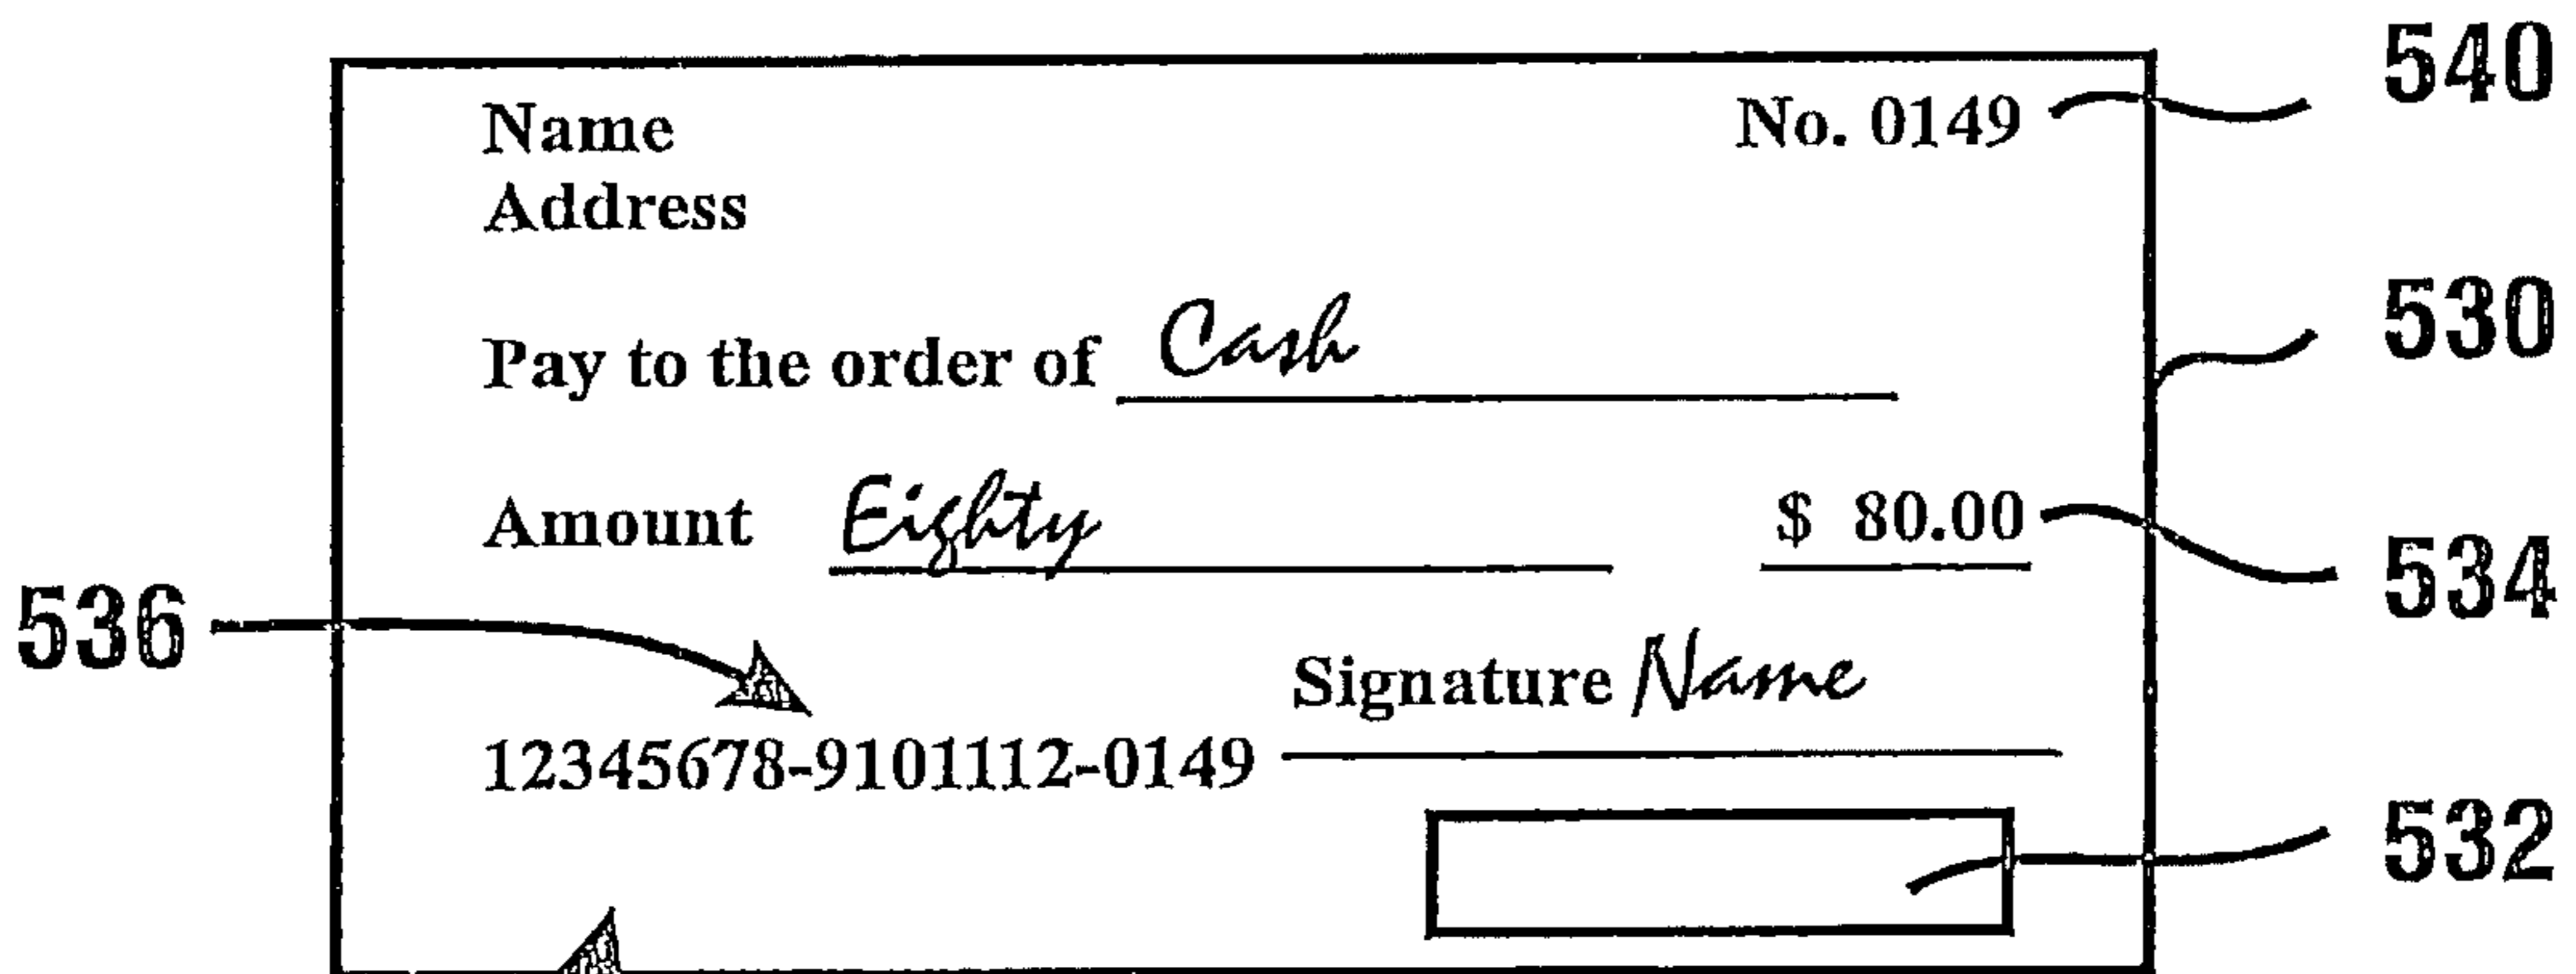 540
Name No. 0149
Address
530
Pay to the order of Cash
Amount Eighty $ 80.00
534
536
Signature Name
12345678-9101112-0149
532